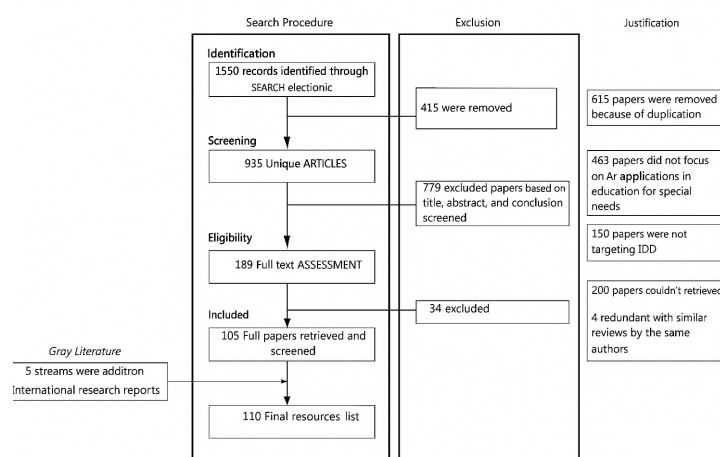 Search Procedure
Exclusion
Justification
Identification
1550 records identified through
SEARCH electronic
415 were removed
615 papers were removed
because of duplication
Screening
935 Unique ARTICLES
779 excluded papers based on
title, abstract, and conclusion
screened
463 papers did not focus
on Ar applications in
education for special
needs
150 papers were not
targeting IDD
Eligibility
189 Full text ASSESSMENT
34 excluded
200 papers couldn't retrieved
4 redundant with similar
reviews by the same
authors
Included
105 Full papers retrieved and
screened
Gray Literature
5 streams were additron
International research reports
110 Final resources list